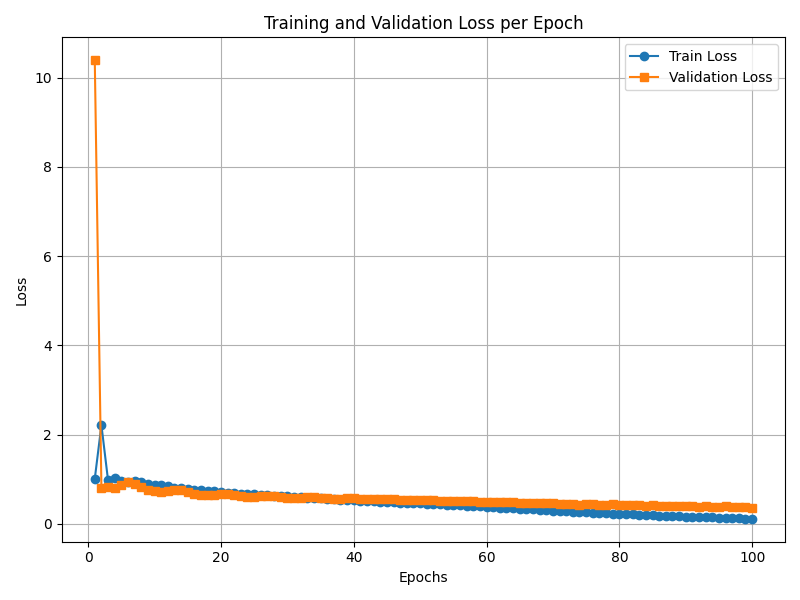 Training and Validation Loss per Epoch
Train Loss
Validation Loss
10
8
6
4
2
0
Loss
0 20 40 60 80 100
Epochs